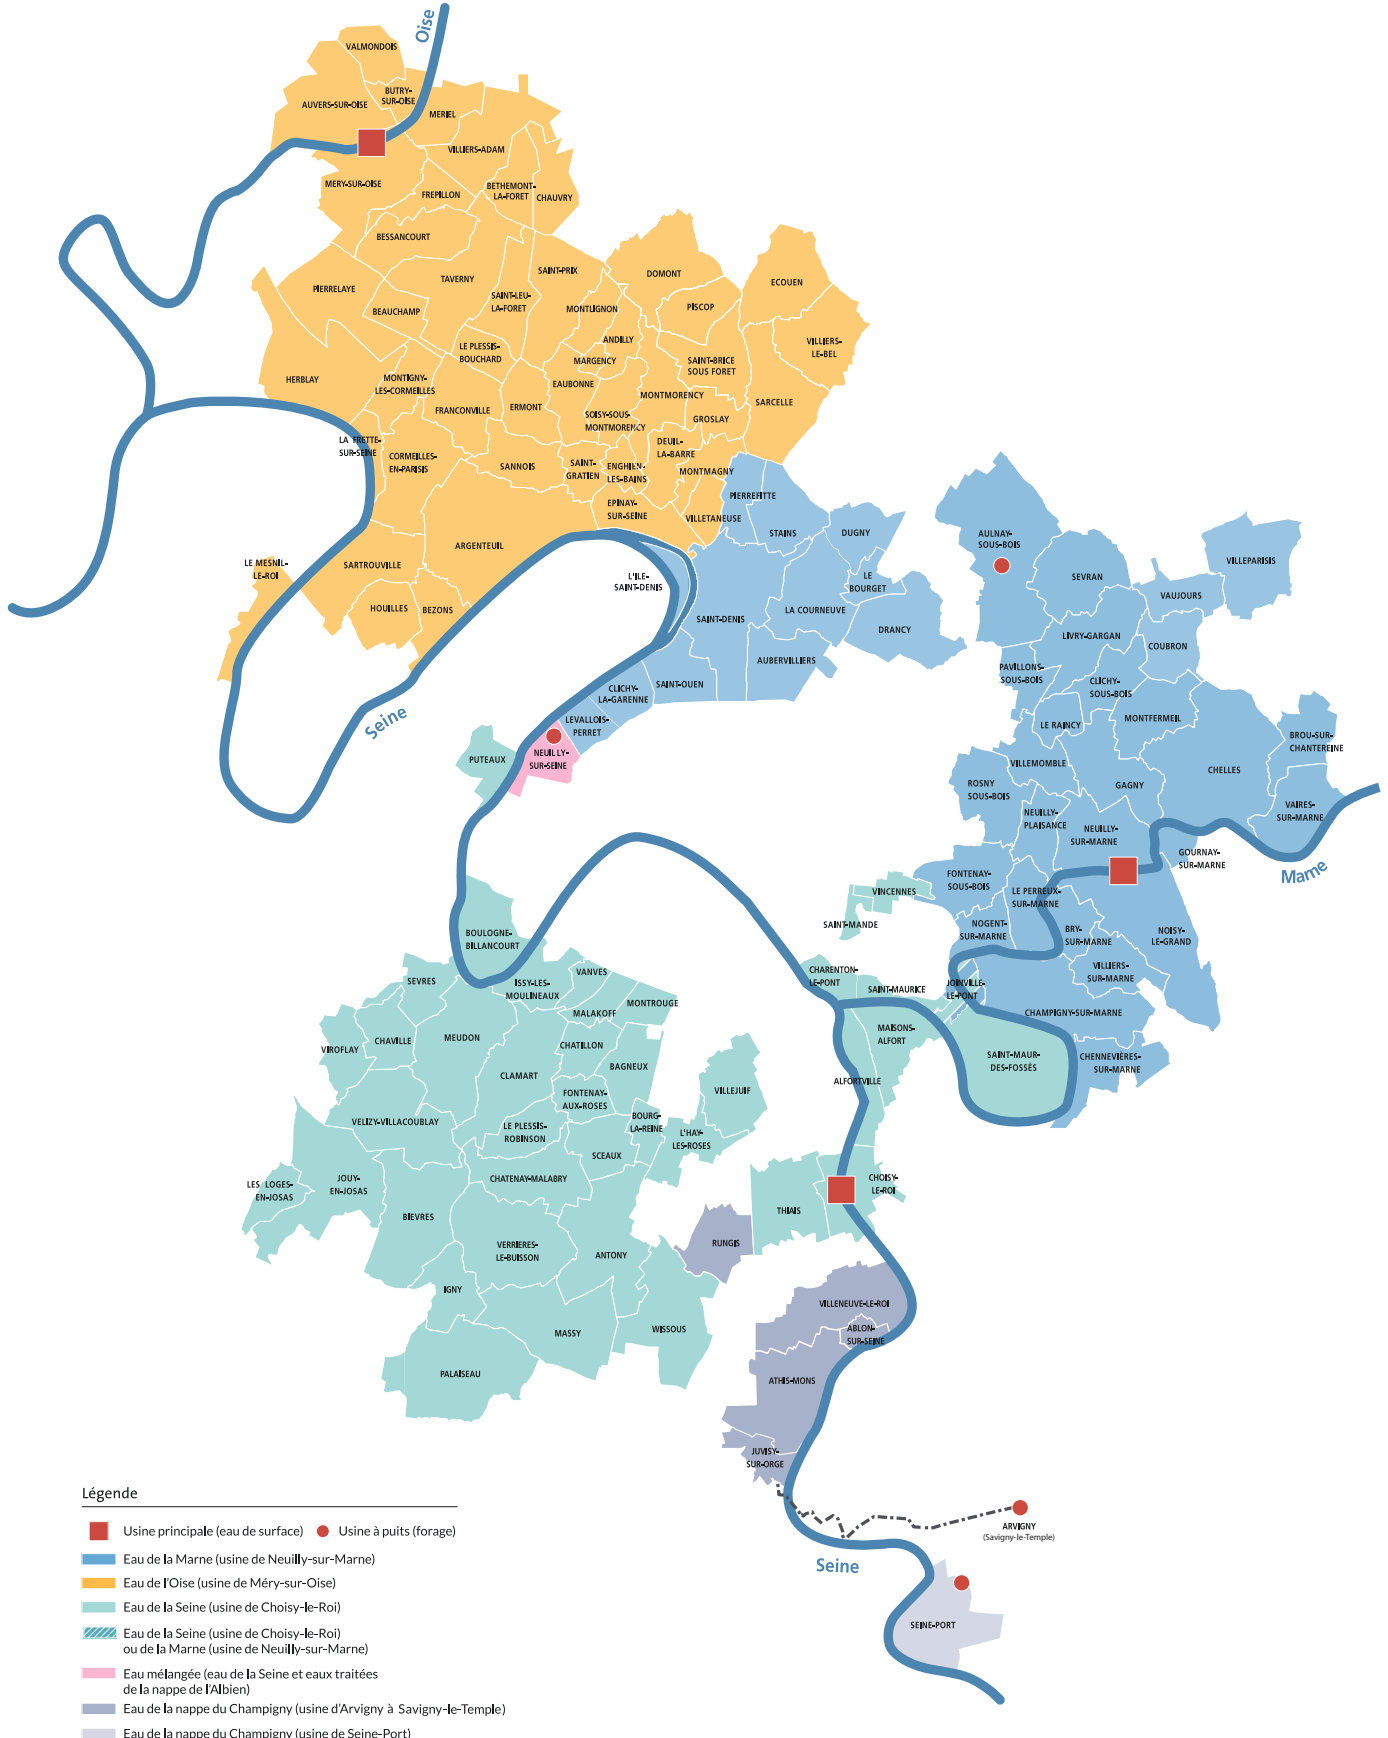 Oise
VALMONDOIS
BUTRY-
SUR-OISE
AUVERS-SUR-OISE
MERIEL
VILLIERS-ADAM
MERY-SUR-OISE
FREPILLON
BETHEMONT-
LA-FORET
CHAUVRY
BESSANCOURT
TAVERNY
SAINT-PRIX
DOMONT
ECOUEN
PIERRELAYE
BEAUCHAMP
SAINT-LEU-
LA-FORET
MONTLIGNON
PISCOP
ANDILLY
VILLIERS-
LE-BEL
LE PLESSIS-
BOUCHARD
MARGENCY
SAINT-BRICE
SOUS FORET
HERBLAY
MONTIGNY-
LES-CORMEILLES
EAUBONNE
MONTMORENCY
SARCELLE
FRANCONVILLE
ERMONT
SOISY-SOUS-
MONTMORENCY
GROSLAY
LA FRETTE-
SUR-SEINE
CORMEILLES-
EN-PARISIS
SANNOIS
SAINT-
GRATIEN
ENGHIEN-
LES-BAINS
DEUIL-
LA-BARRE
MONTMAGNY
EPINAY-
SUR-SEINE
VILLETANEUSE
PIERREFITTE
STAINS
DUGNY
AULNAY-
SOUS-BOIS
VILLEPARISIS
ARGENTEUIL
LE MESNIL-
LE-ROI
SARTROUVILLE
HOUILLES
BEZONS
L'ILE-
SAINT-DENIS
LE
BOURGET
SEVRAN
VAUJOURS
SAINT-DENIS
LA COURNEUVE
DRANCY
LIVRY-GARGAN
COUBRON
AUBERVILLIERS
PAVILLONS-
SOUS-BOIS
CLICHY-
SOUS-BOIS
CLICHY-
LA-GARENNE
SAINT-OUEN
LE RAINCY
MONTFERMEIL
LEVALLOIS-
PERRET
Seine
BROU-SUR-
CHANTEREINE
PUTEAUX
NEUILLY-
SUR-SEINE
VILLEMOMBLE
CHELLES
ROSNY
SOUS-BOIS
GAGNY
NEUILLY-
PLAISANCE
NEUILLY-
SUR-MARNE
VAIRES-
SUR-MARNE
GOURNAY-
SUR-MARNE
Marne
FONTENAY-
SOUS-BOIS
LE PERREUX-
SUR-MARNE
VINCENNES
SAINT-MANDE
NOGENT-
SUR-MARNE
BRY-
SUR-MARNE
NOISY-
LE-GRAND
BOULOGNE-
BILLANCOURT
VILLIERS-
SUR-MARNE
SEVRES
ISSY-LES-
MOULINEAUX
VANVES
CHARENTON-
LE-PONT
SAINT-MAURICE
JOINVILLE-
LE-PONT
MONTROUGE
MALAKOFF
CHAMPIGNY-SUR-MARNE
VIROFLAY
CHAVILLE
MEUDON
CHATILLON
MAISONS-
ALFORT
SAINT-MAUR-
DES-FOSSÉS
CHENNEVIÈRES-
SUR-MARNE
CLAMART
BAGNEUX
ALFORTVILLE
FONTENAY-
AUX-ROSES
VILLEJUIF
VELIZY-VILLACOUBLAY
LE PLESSIS-
ROBINSON
BOURG-
LA-REINE
L'HAY-
LES-ROSES
SCEAUX
LES LOGES-
EN-JOSAS
JOUY-
EN-JOSAS
CHATENAY-MALABRY
CHOISY-
LE-ROI
BIEVRES
THIAIS
VERRIERES-
LE-BUISSON
ANTONY
RUNGIS
IGNY
VILLENEUVE-LE-ROI
MASSY
WISSOUS
ABLON-
SUR-SEINE
PALAISEAU
ATHIS-MONS
JUVISY-
SUR-ORGE
ARVIGNY
(Savigny-le-Temple)
Seine
SEINE-PORT
Légende
Usine principale (eau de surface)
Usine à puits (forage)
Eau de la Marne (usine de Neuilly-sur-Marne)
Eau de l'Oise (usine de Méry-sur-Oise)
Eau de la Seine (usine de Choisy-le-Roi)
Eau de la Seine (usine de Choisy-le-Roi)
ou de la Marne (usine de Neuilly-sur-Marne)
Eau mélangée (eau de la Seine et eaux traitées
de la nappe de l'Albien)
Eau de la nappe du Champigny (usine d'Arvigny à Savigny-le-Temple)
Eau de la nappe du Champigny (usine de Seine-Port)